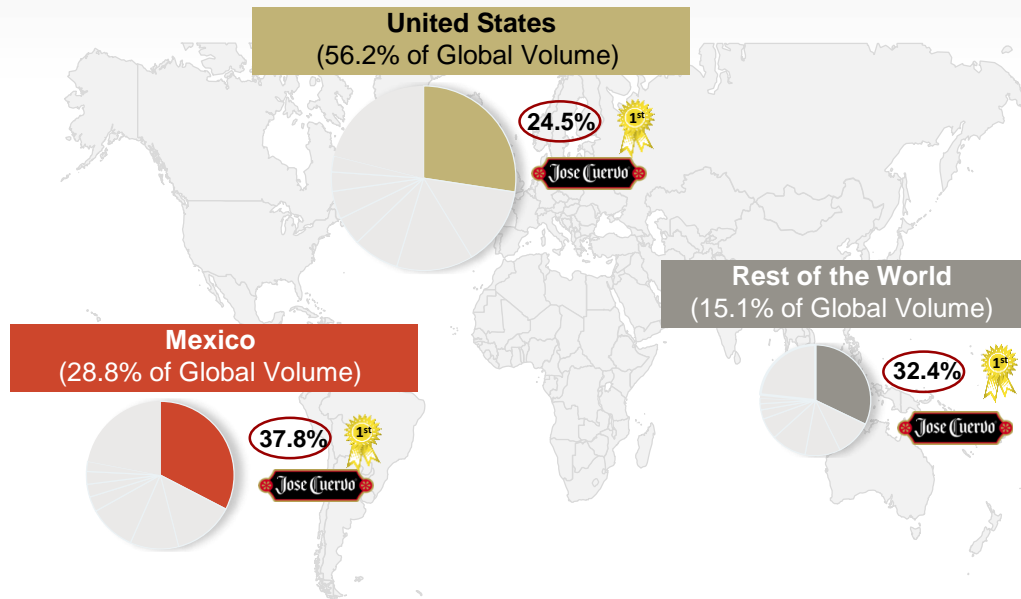 United States
(56.2% of Global Volume)
24.5%
1st
Jose Cuervo
Rest of the World
(15.1% of Global Volume)
32.4%
1st
Jose Cuervo
Mexico
(28.8% of Global Volume)
37.8%
1st
Jose Cuervo